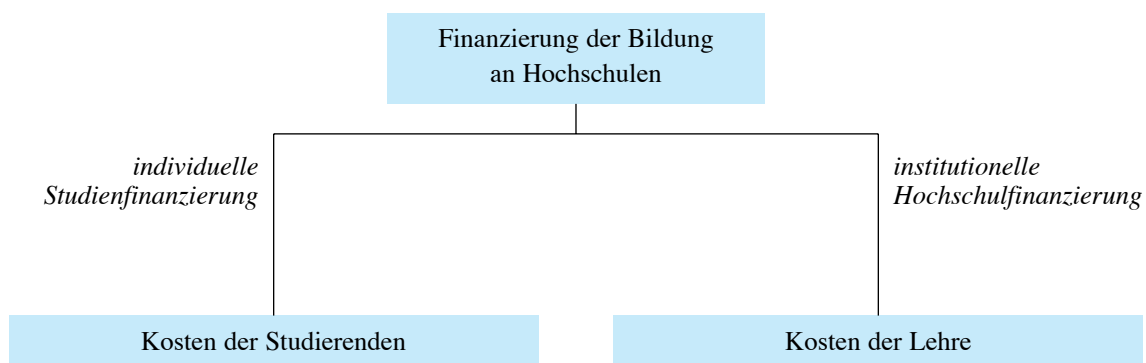 Finanzierung der Bildung
an Hochschulen
individuelle
Studienfinanzierung
institutionelle
Hochschulfinanzierung
Kosten der Studierenden
Kosten der Lehre